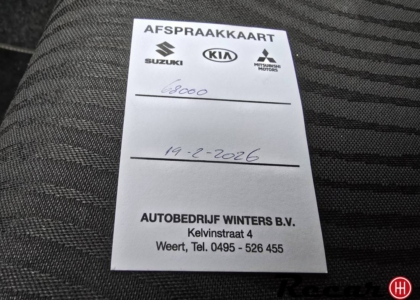 AFSPRAAKKAART
SUZUKI KIA MITSUBISHI MOTORS
68000
19-2-2026
AUTOBEDRIJF WINTERS B.V.
Kelvinstraat 4
Weert, Tel. 0495 - 526 455